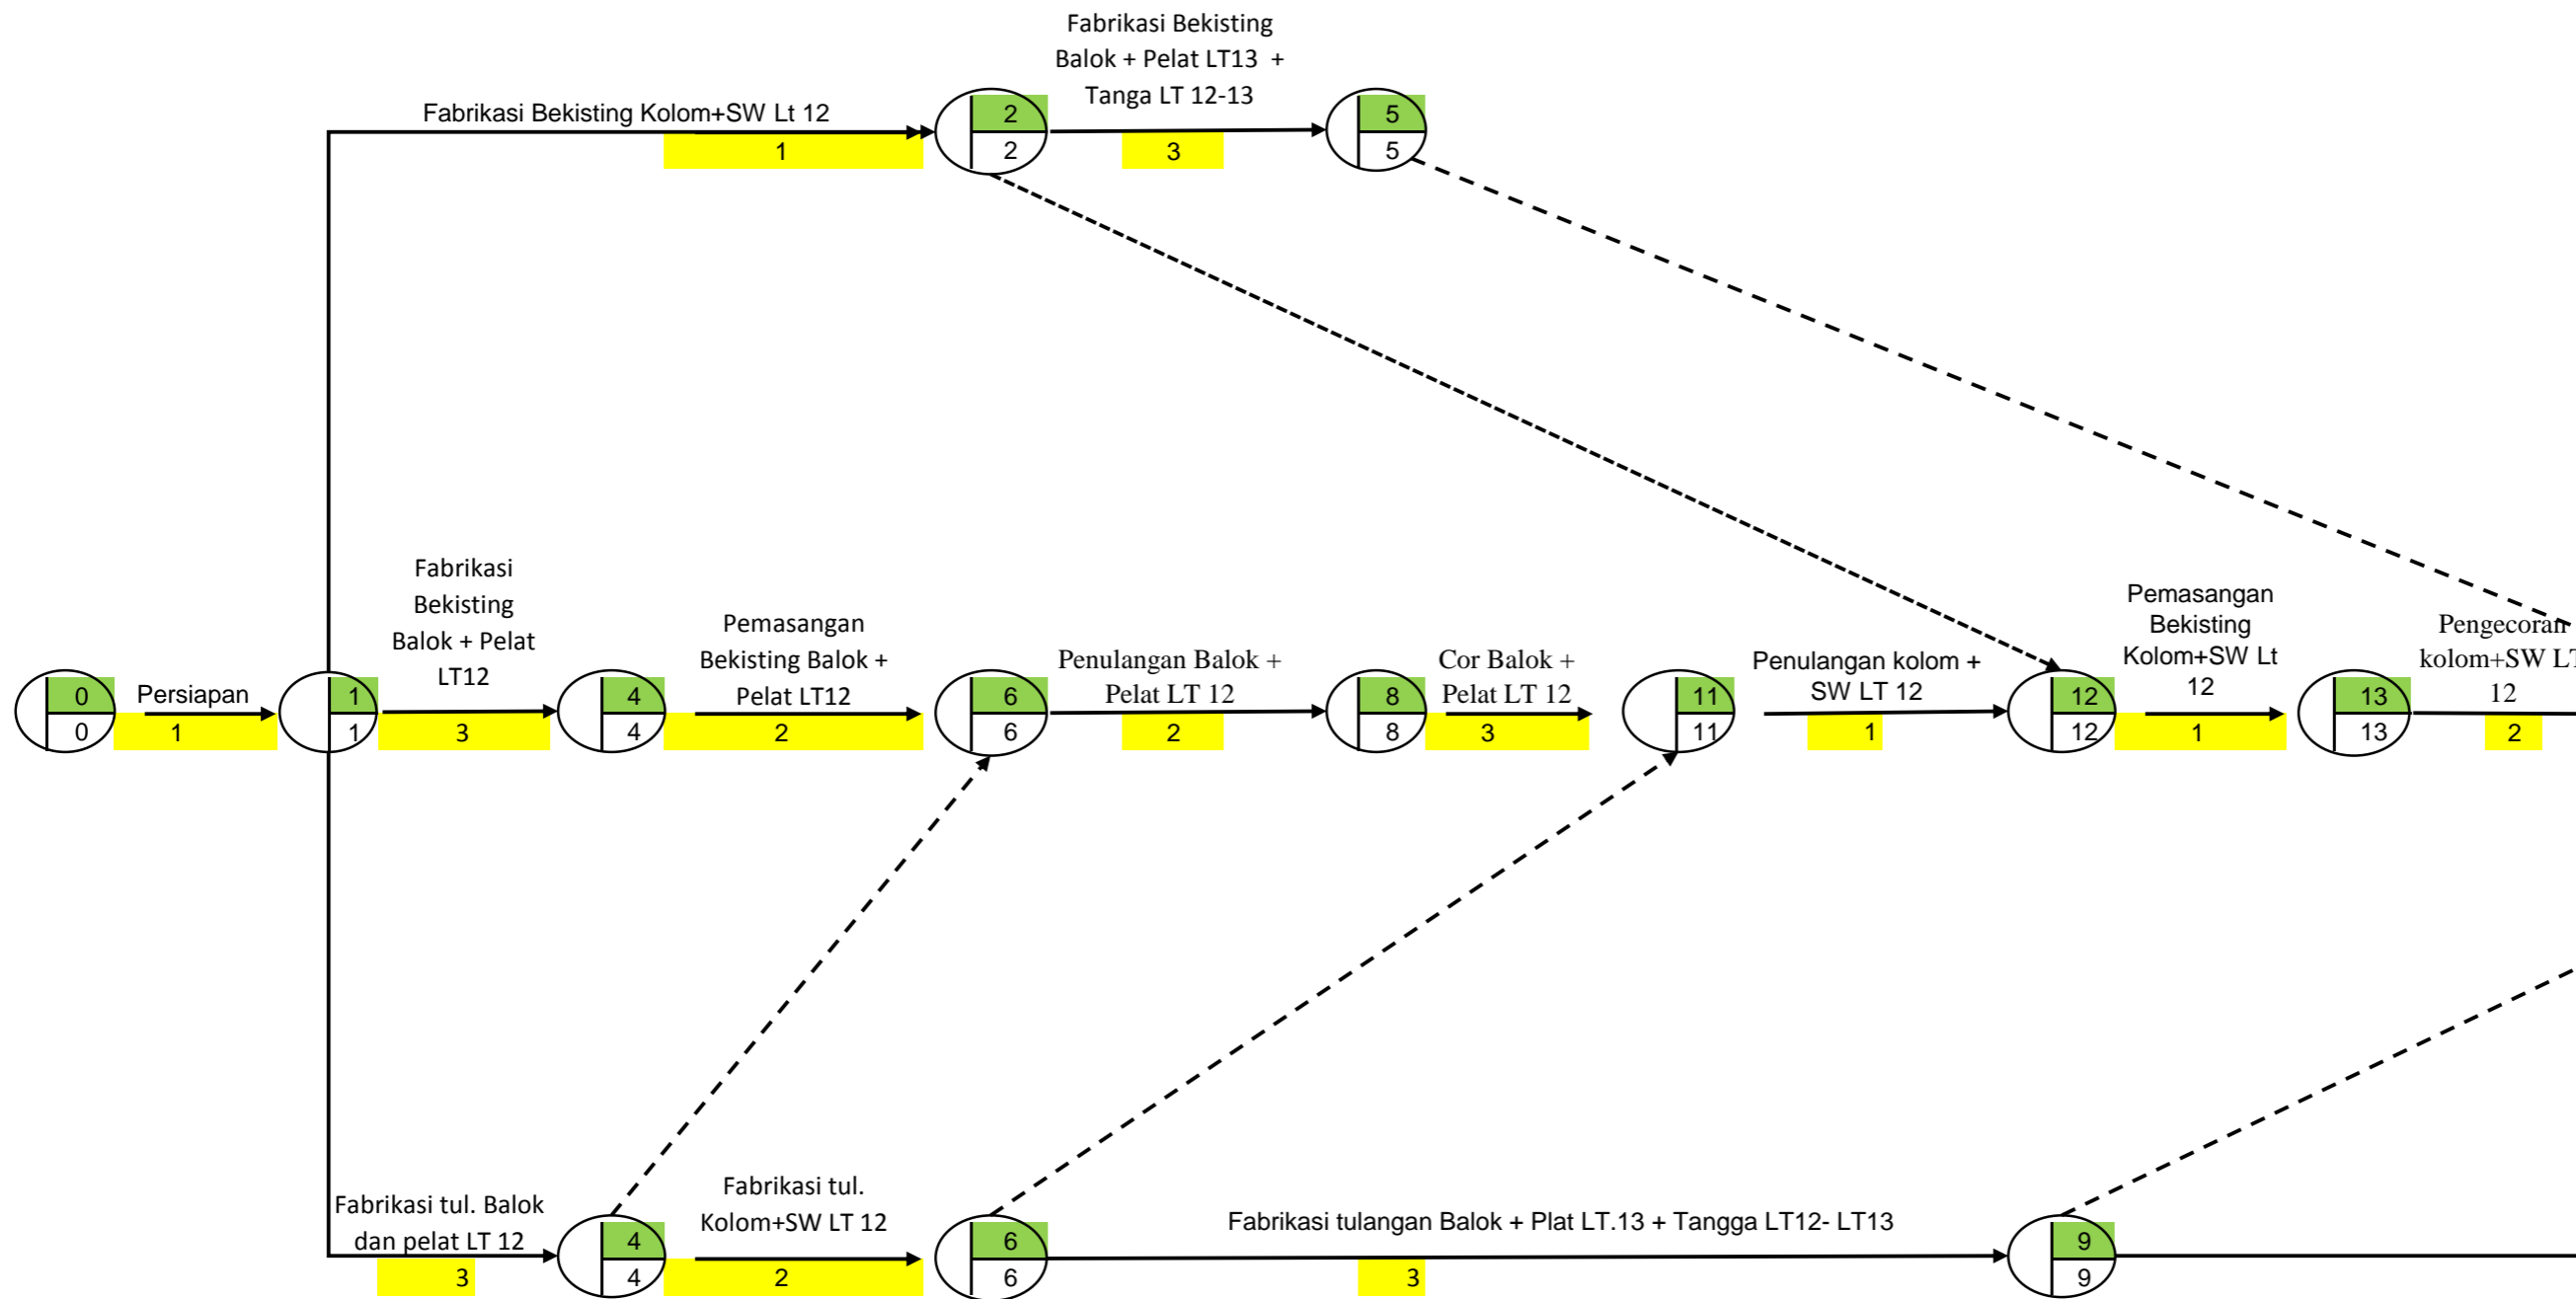 Fabrikasi Bekisting
Balok + Pelat LT13 +
Tanga LT 12-13
Fabrikasi Bekisting Kolom+SW Lt 12
1
2
2
3
5
5
Fabrikasi
Bekisting
Balok + Pelat
LT12
Pemasangan
Bekisting Balok +
Pelat LT12
Penulangan Balok +
Pelat LT 12
Cor Balok +
Pelat LT 12
Penulangan kolom +
SW LT 12
Pemasangan
Bekisting
Kolom+SW Lt
12
Pengecoran
kolom+SW LT
12
0
0
Persiapan
1
1
1
3
4
4
2
6
6
2
8
8
3
11
11
1
12
12
1
13
13
2
Fabrikasi tul. Balok
dan pelat LT 12
3
4
4
Fabrikasi tul.
Kolom+SW LT 12
2
6
6
Fabrikasi tulangan Balok + Plat LT.13 + Tangga LT12- LT13
3
9
9